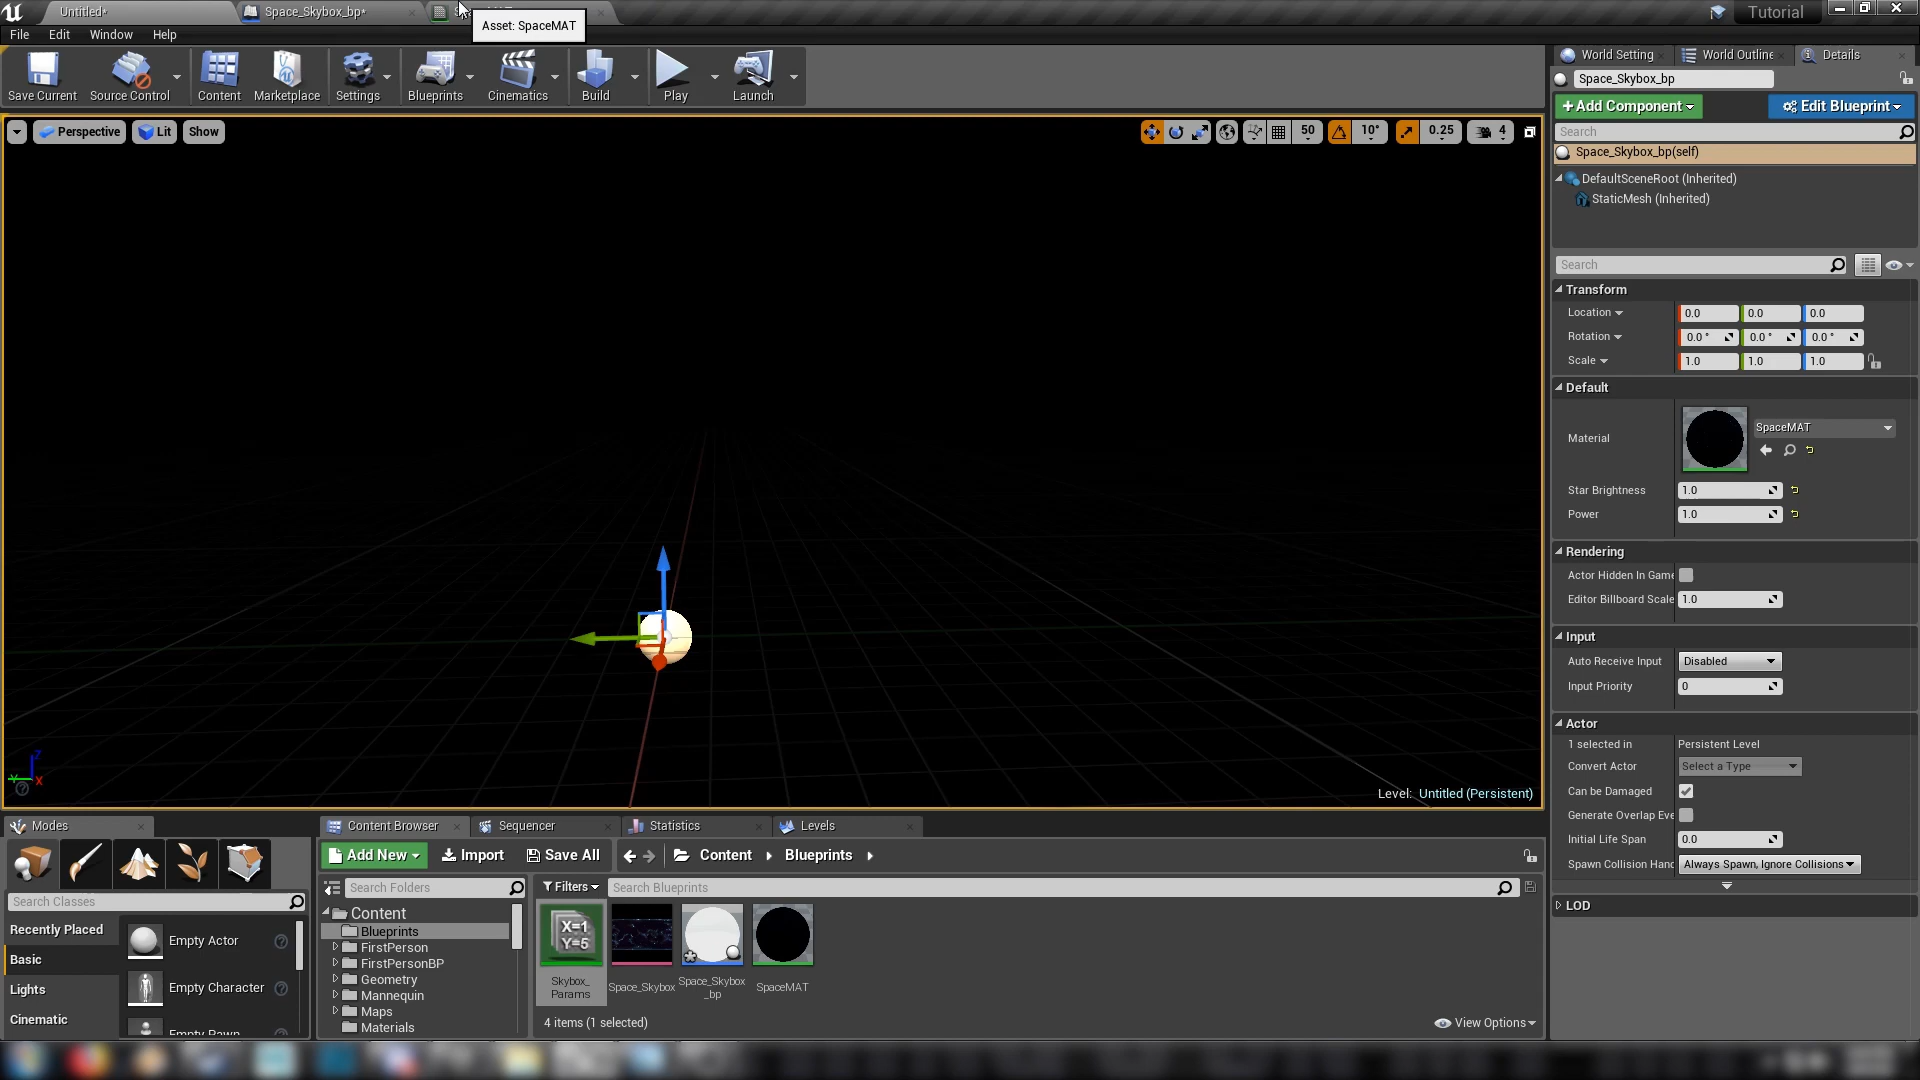 Untitled*
Space_Skybox_bp*
Asset: SpaceMAT
Tutorial
File Edit Window Help
Save Current
Source Control
Content
Marketplace
Settings
Blueprints
Cinematics
Build
Play
Launch
Perspective
Lit
Show
50
10°
0.25
4
Level: Untitled (Persistent)
World Setting
World Outline
Details
Space_Skybox_bp
+Add Component
Edit Blueprint
Search
Space_Skybox_bp(self)
DefaultSceneRoot (Inherited)
StaticMesh (Inherited)
Search
Transform
Location 0.0 0.0 0.0
Rotation 0.0 ° 0.0 ° 0.0 °
Scale 1.0 1.0 1.0
Default
Material
SpaceMAT
Star Brightness 1.0
Power 1.0
Rendering
Actor Hidden In Game
Editor Billboard Scale 1.0
Input
Auto Receive Input Disabled
Input Priority 0
Actor
1 selected in Persistent Level
Convert Actor Select a Type
Can be Damaged
Generate Overlap Eve
Initial Life Span 0.0
Spawn Collision Hand Always Spawn, Ignore Collisions
LOD
Modes
Search Classes
Recently Placed
Basic
Lights
Cinematic
Empty Actor
Empty Character
Empty Pawn
Content Browser
Sequencer
Statistics
Levels
Add New
Import
Save All
Content
Blueprints
Search Folders
Content
Blueprints
FirstPerson
FirstPersonBP
Geometry
Mannequin
Maps
Materials
Filters
Search Blueprints
X=1
Y=5
Skybox_
Params
Space_Skybox
Space_Skybox
_bp
SpaceMAT
4 items (1 selected)
View Options